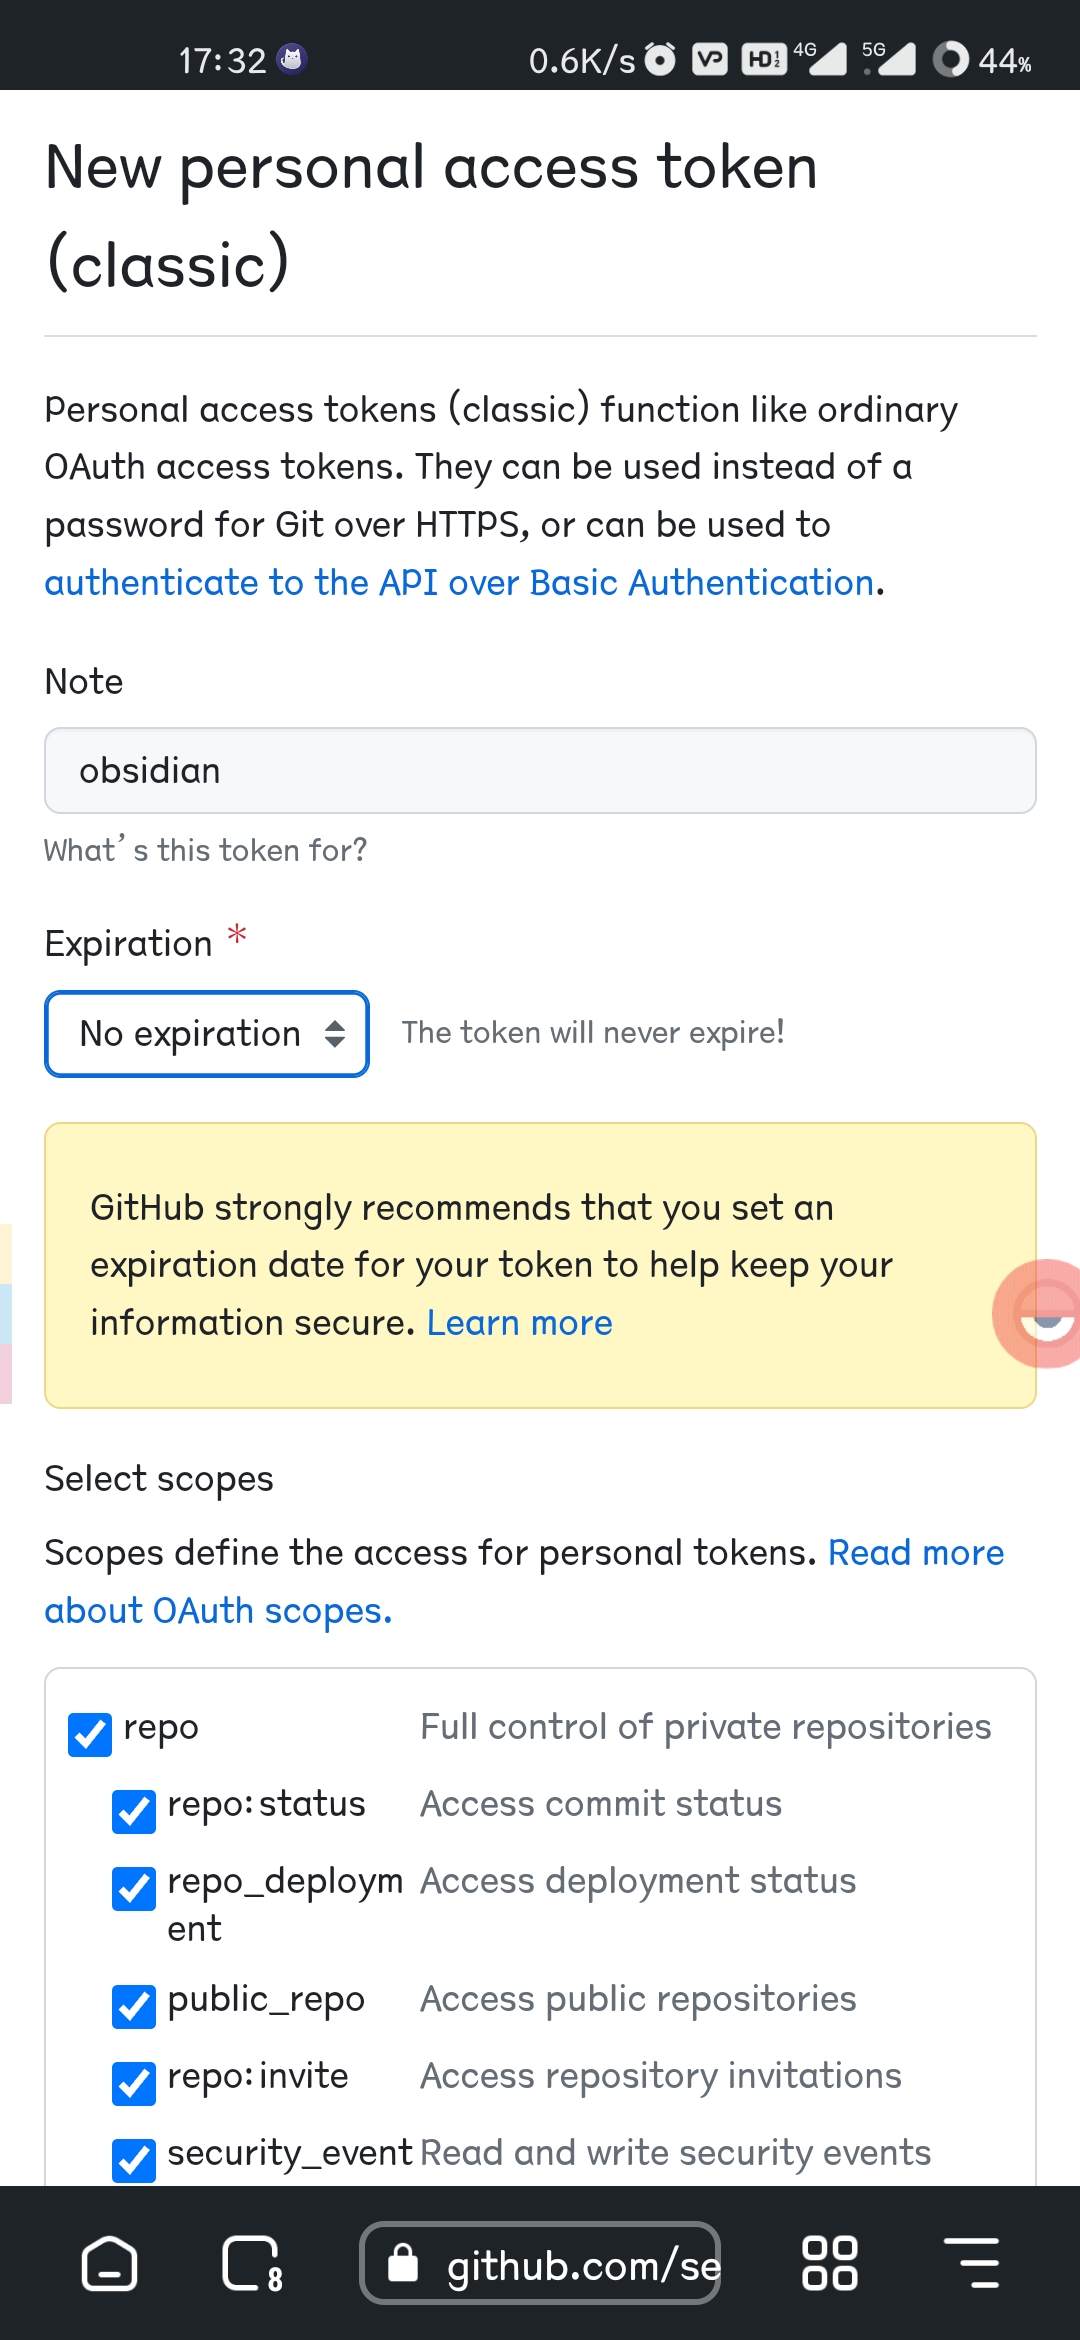 17:32
0.6K/s
VP
HD 1 2
4G
5G
44%
New personal access token
(classic)
Personal access tokens (classic) function like ordinary
OAuth access tokens. They can be used instead of a
password for Git over HTTPS, or can be used to
authenticate to the API over Basic Authentication.
Note
obsidian
What’s this token for?
Expiration *
No expiration
The token will never expire!
GitHub strongly recommends that you set an
expiration date for your token to help keep your
information secure. Learn more
Select scopes
Scopes define the access for personal tokens. Read more
about OAuth scopes.
repo Full control of private repositories
repo:status Access commit status
repo_deploym Access deployment status
ent
public_repo Access public repositories
repo:invite Access repository invitations
security_event Read and write security events
8
github.com/se